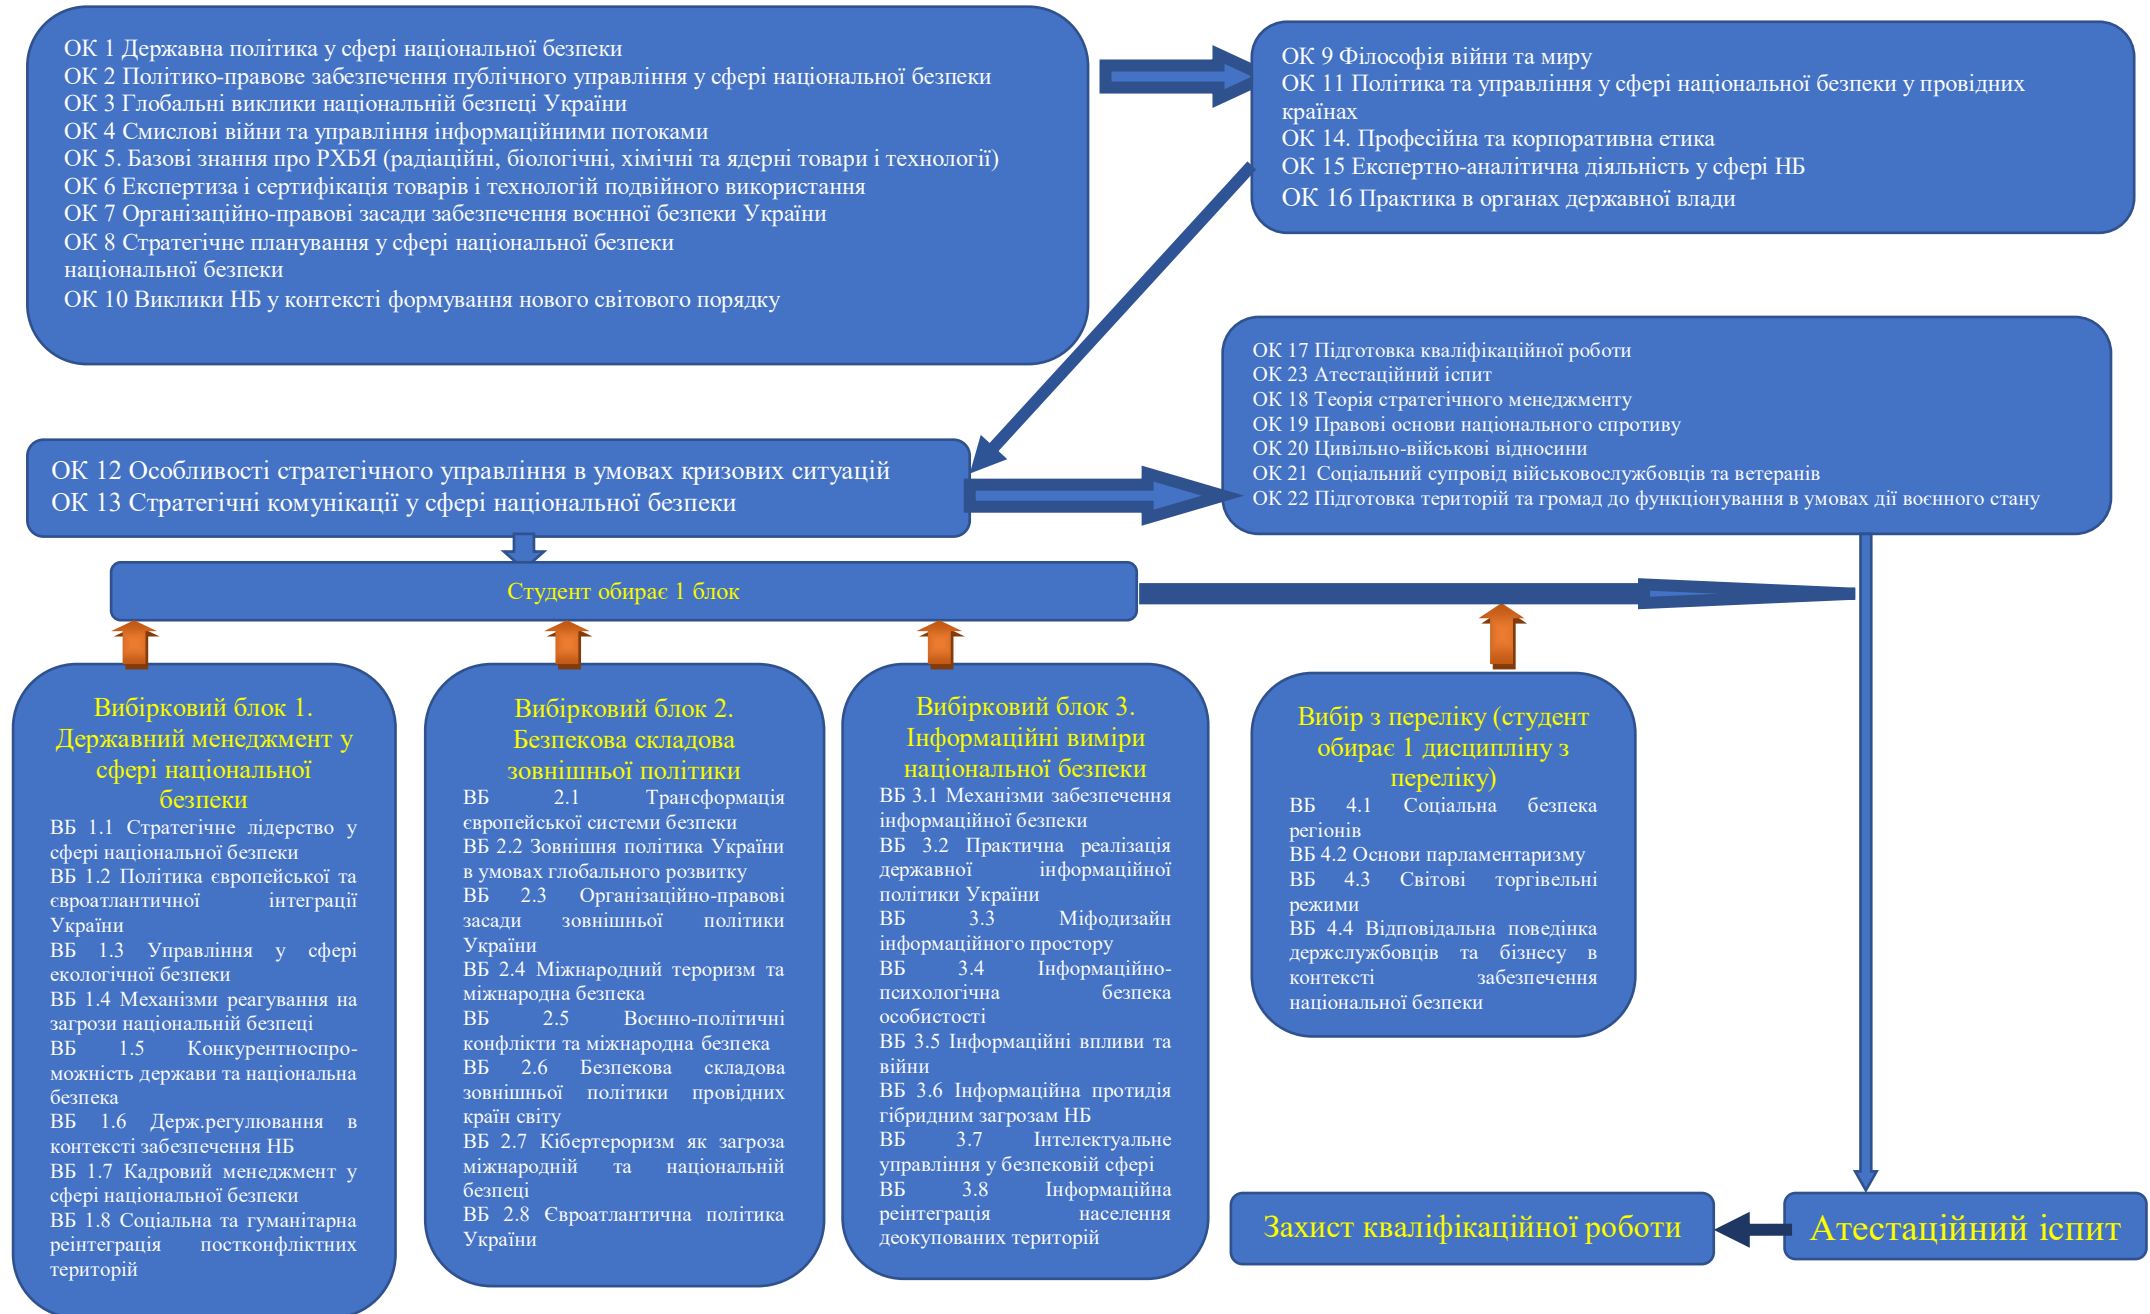 ОК 1 Державна політика у сфері національної безпеки
ОК 2 Політико-правове забезпечення публічного управління у сфері національної безпеки
ОК 3 Глобальні виклики національній безпеці України
ОК 4 Смислові війни та управління інформаційними потоками
ОК 5. Базові знання про РХБЯ (радіаційні, біологічні, хімічні та ядерні товари і технології)
ОК 6 Експертиза і сертифікація товарів і технологій подвійного використання
ОК 7 Організаційно-правові засади забезпечення воєнної безпеки України
ОК 8 Стратегічне планування у сфері національної безпеки
національної безпеки
ОК 10 Виклики НБ у контексті формування нового світового порядку
ОК 9 Філософія війни та миру
ОК 11 Політика та управління у сфері національної безпеки у провідних
країнах
ОК 14. Професійна та корпоративна етика
ОК 15 Експертно-аналітична діяльність у сфері НБ
ОК 16 Практика в органах державної влади
ОК 17 Підготовка кваліфікаційної роботи
ОК 23 Атестаційний іспит
ОК 18 Теорія стратегічного менеджменту
ОК 19 Правові основи національного спротиву
ОК 20 Цивільно-військові відносини
ОК 21 Соціальний супровід військовослужбовців та ветеранів
ОК 22 Підготовка територій та громад до функціонування в умовах дії воєнного стану
ОК 12 Особливості стратегічного управління в умовах кризових ситуацій
ОК 13 Стратегічні комунікації у сфері національної безпеки
Студент обирає 1 блок
Вибірковий блок 1.
Державний менеджмент у
сфері національної
безпеки
ВБ 1.1 Стратегічне лідерство у
сфері національної безпеки
ВБ 1.2 Політика європейської та
євроатлантичної інтеграції
України
ВБ 1.3 Управління у сфері
екологічної безпеки
ВБ 1.4 Механізми реагування на
загрози національній безпеці
ВБ 1.5 Конкурентноспро-
можність держави та національна
безпека
ВБ 1.6 Держ.регулювання в
контексті забезпечення НБ
ВБ 1.7 Кадровий менеджмент у
сфері національної безпеки
ВБ 1.8 Соціальна та гуманітарна
реінтеграція постконфліктних
територій
Вибірковий блок 2.
Безпекова складова
зовнішньої політики
ВБ 2.1 Трансформація
європейської системи безпеки
ВБ 2.2 Зовнішня політика України
в умовах глобального розвитку
ВБ 2.3 Організаційно-правові
засади зовнішньої політики
України
ВБ 2.4 Міжнародний тероризм та
міжнародна безпека
ВБ 2.5 Воєнно-політичні
конфлікти та міжнародна безпека
ВБ 2.6 Безпекова складова
зовнішньої політики провідних
країн світу
ВБ 2.7 Кібертероризм як загроза
міжнародній та національній
безпеці
ВБ 2.8 Євроатлантична політика
України
Вибірковий блок 3.
Інформаційні виміри
національної безпеки
ВБ 3.1 Механізми забезпечення
інформаційної безпеки
ВБ 3.2 Практична реалізація
державної інформаційної
політики України
ВБ 3.3 Міфодизайн
інформаційного простору
ВБ 3.4 Інформаційно-
психологічна безпека
особистості
ВБ 3.5 Інформаційні впливи та
війни
ВБ 3.6 Інформаційна протидія
гібридним загрозам НБ
ВБ 3.7 Інтелектуальне
управління у безпековій сфері
ВБ 3.8 Інформаційна
реінтеграція населення
деокупованих територій
Вибір з переліку (студент
обирає 1 дисципліну з
переліку)
ВБ 4.1 Соціальна безпека
регіонів
ВБ 4.2 Основи парламентаризму
ВБ 4.3 Світові торгівельні
режими
ВБ 4.4 Відповідальна поведінка
держслужбовців та бізнесу в
контексті забезпечення
національної безпеки
Захист кваліфікаційної роботи
Атестаційний іспит